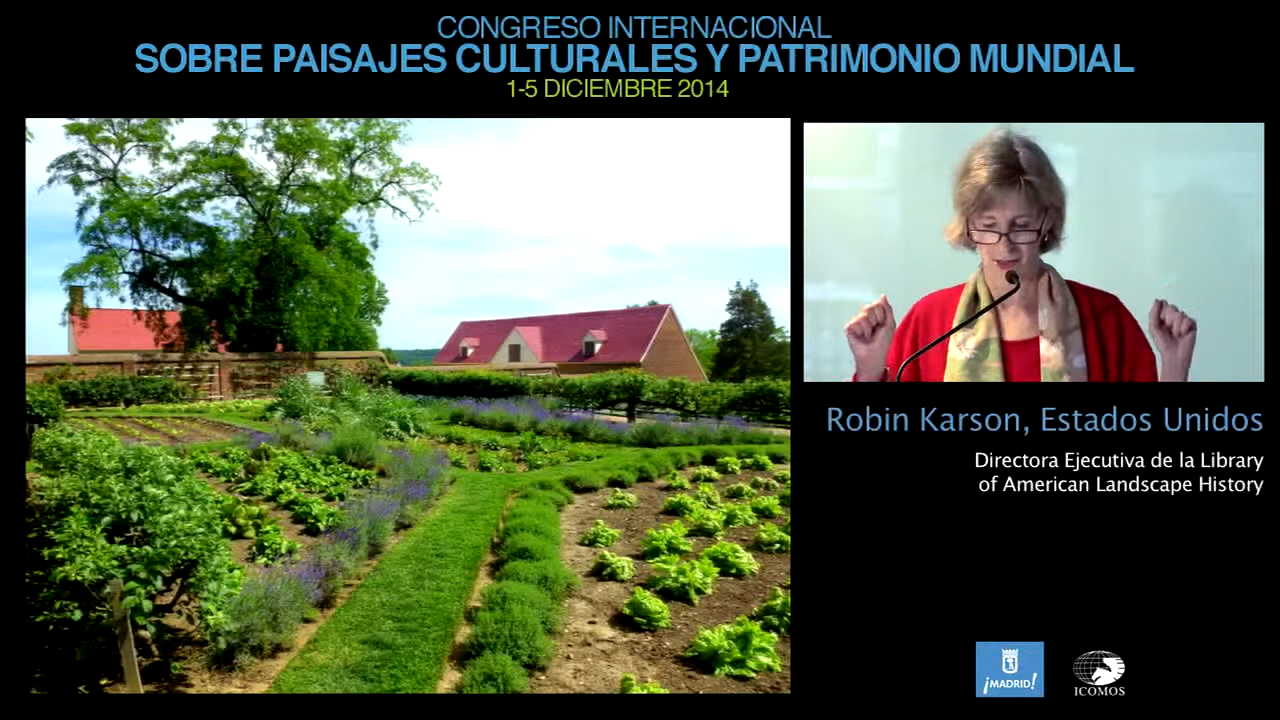 CONGRESO INTERNACIONAL
SOBRE PAISAJES CULTURALES Y PATRIMONIO MUNDIAL
1-5 DICIEMBRE 2014
Robin Karson, Estados Unidos
Directora Ejecutiva de la Library
of American Landscape History
¡MADRID!
ICOMOS